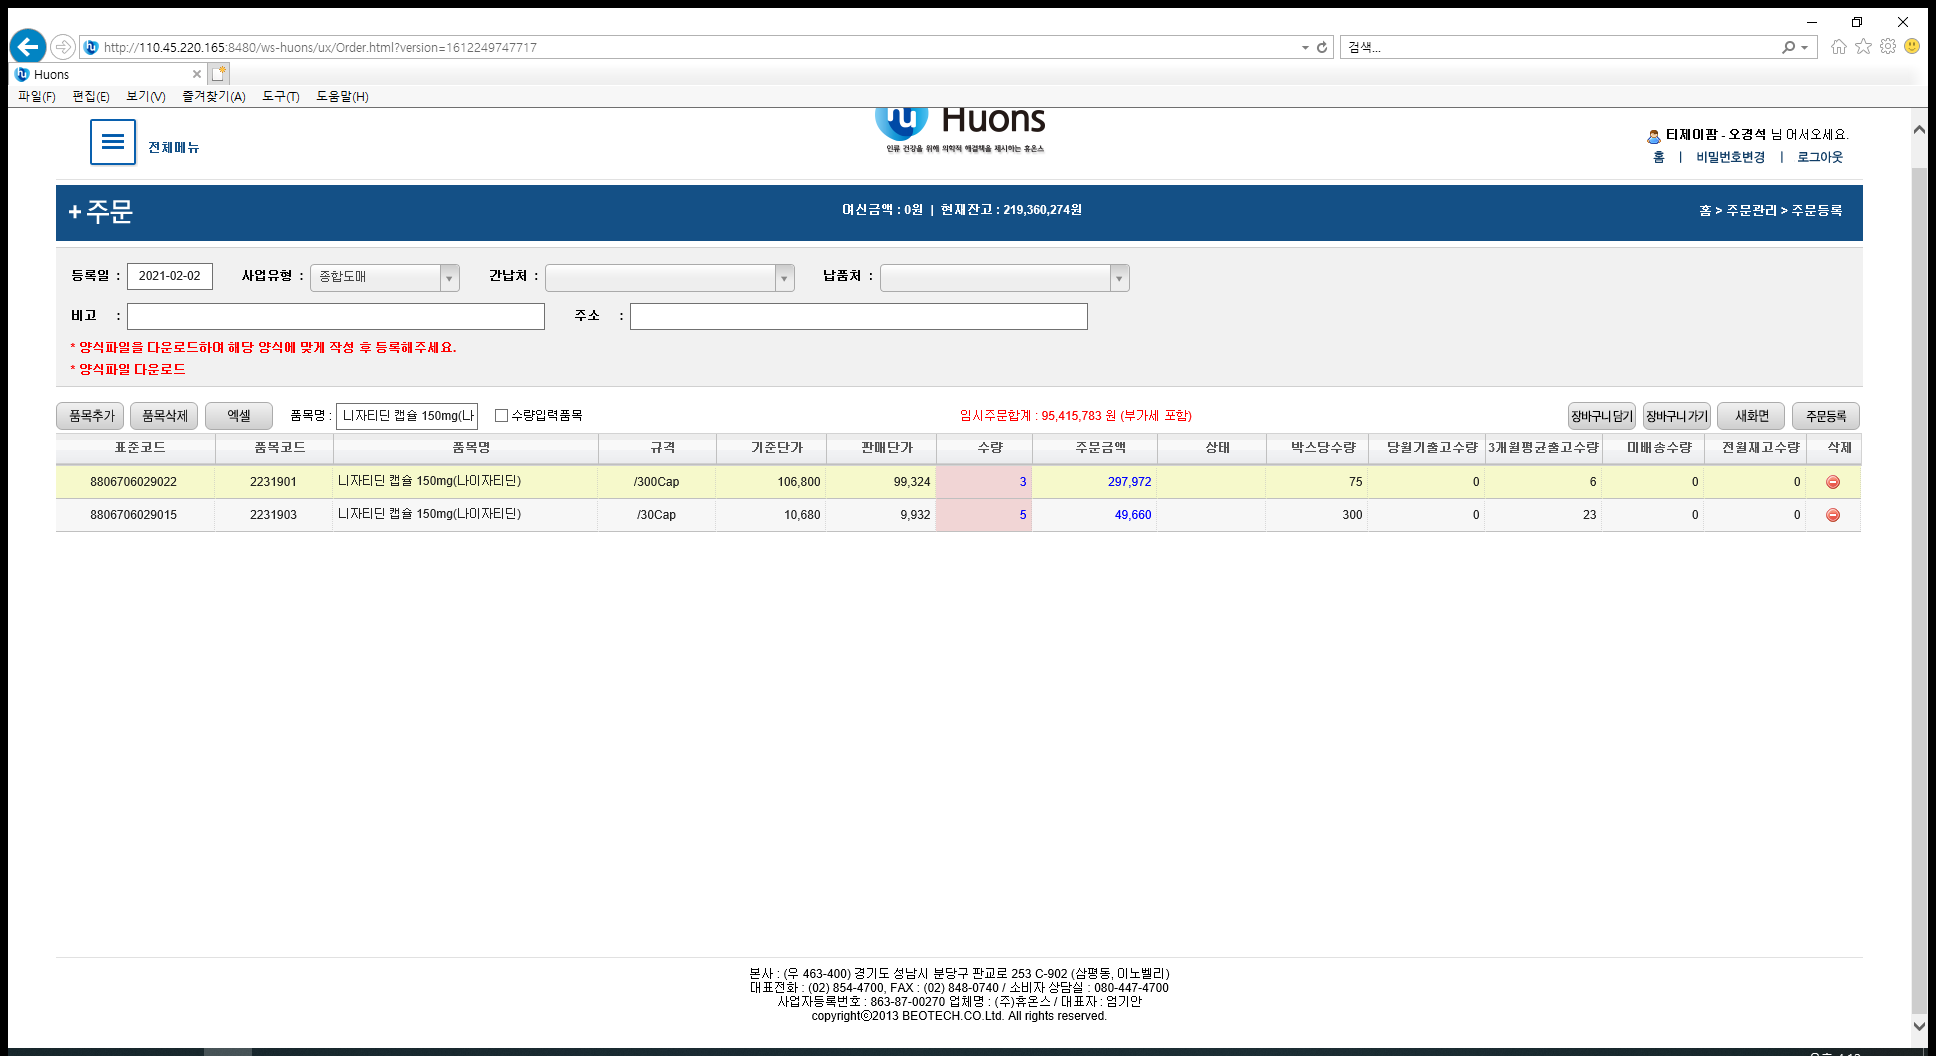 http://110.45.220.165:8480/ws-huons/ux/Order.html?version=1612249747717
검색...
Huons
파일(F) 편집(E) 보기(V) 즐겨찾기(A) 도구(T) 도움말(H)
전체메뉴
Huons
인류 건강을 위해 의학적 해결책을 제시하는 휴온스
티제이팜 - 오경석 님 어서오세요.
홈 | 비밀번호변경 | 로그아웃
+ 주문
여신금액 : 0원 | 현재잔고 : 219,360,274원
홈 > 주문관리 > 주문등록
등록일 : 2021-02-02 사업유형 : 종합도매 간납처 : 납품처 :
비고 : 주소 :
* 양식파일을 다운로드하여 해당 양식에 맞게 작성 후 등록해주세요.
* 양식파일 다운로드
품목추가 품목삭제 엑셀 품목명 : 니자티딘 캡슐 150mg(나 수량입력품목 임시주문합계 : 95,415,783 원 (부가세 포함) 장바구니 담기 장바구니 가기 새화면 주문등록
표준코드 품목코드 품목명 규격 기준단가 판매단가 수량 주문금액 상태 박스당수량 당월기출고수량 3개월평균출고수량 미배송수량 전월재고수량 삭제
8806706029022 2231901 니자티딘 캡슐 150mg(나이자티딘) /300Cap 106,800 99,324 3 297,972 75 0 6 0 0
8806706029015 2231903 니자티딘 캡슐 150mg(나이자티딘) /30Cap 10,680 9,932 5 49,660 300 0 23 0 0
본사 : (우 463-400) 경기도 성남시 분당구 판교로 253 C-902 (삼평동, 이노밸리)
대표전화 : (02) 854-4700, FAX : (02) 848-0740 / 소비자 상담실 : 080-447-4700
사업자등록번호 : 863-87-00270 업체명 : (주)휴온스 / 대표자 : 엄기안
copyrightⓒ2013 BEOTECH.CO.Ltd. All rights reserved.